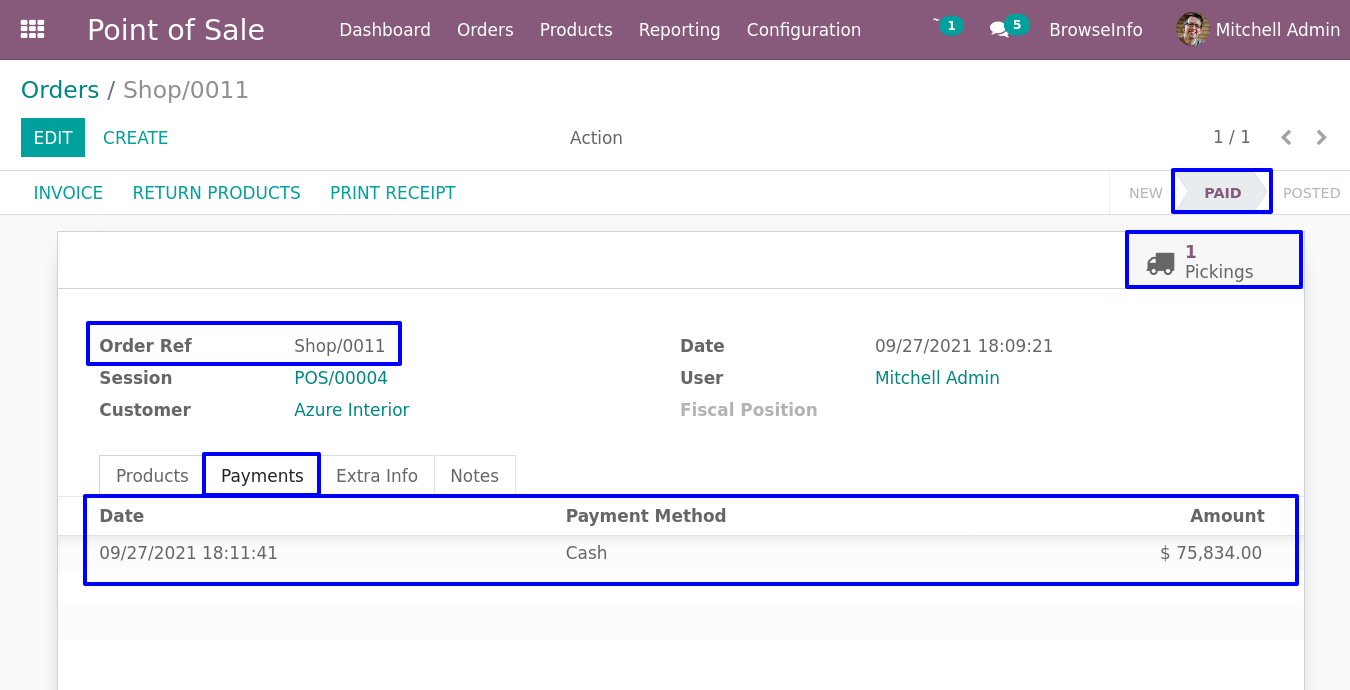 Point of Sale Dashboard Orders Products Reporting Configuration 1 5 BrowseInfo Mitchell Admin
Orders / Shop/0011
EDIT CREATE Action 1 / 1
INVOICE RETURN PRODUCTS PRINT RECEIPT NEW PAID POSTED
1
Pickings
Order Ref Shop/0011 Date 09/27/2021 18:09:21
Session POS/00004 User Mitchell Admin
Customer Azure Interior Fiscal Position
Products Payments Extra Info Notes
Date Payment Method Amount
09/27/2021 18:11:41 Cash $ 75,834.00